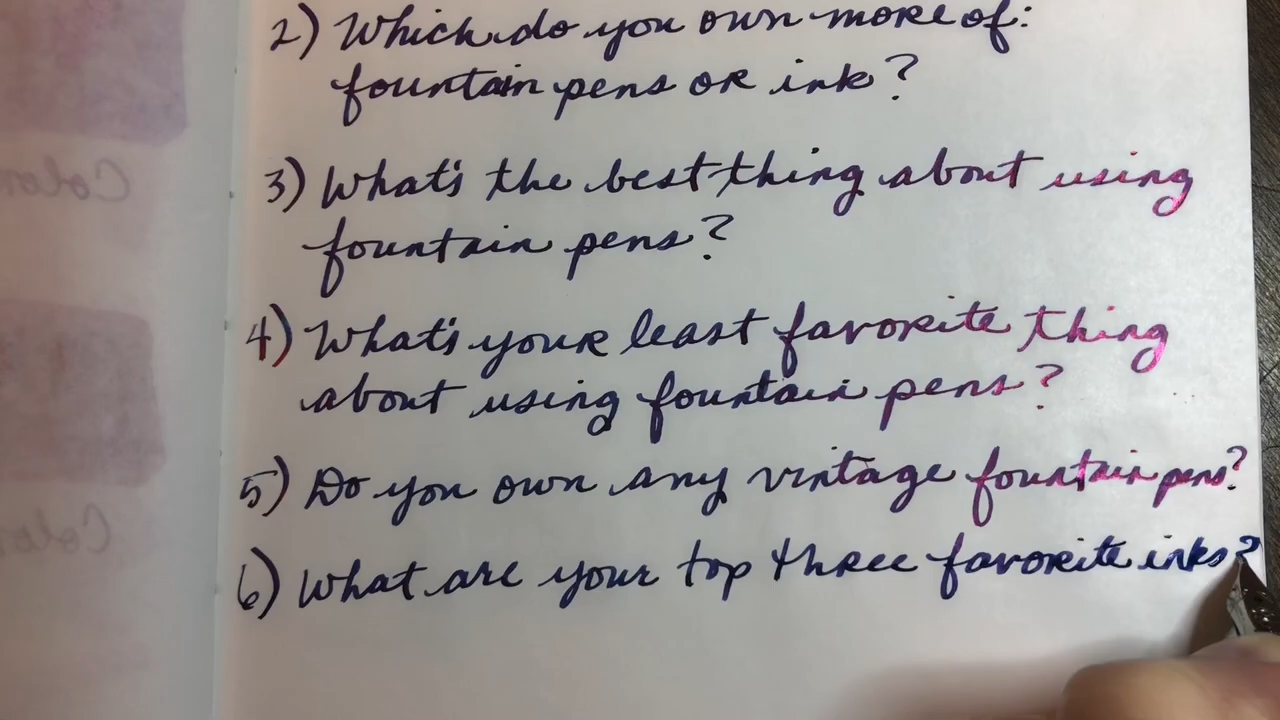 2) Which do you own more of:
fountain pens or ink?
3) What's the best thing about using
fountain pens?
4) What's your least favorite thing
about using fountain pens?
5) Do you own any vintage fountain pens?
6) What are your top three favorite inks?
Color
Color